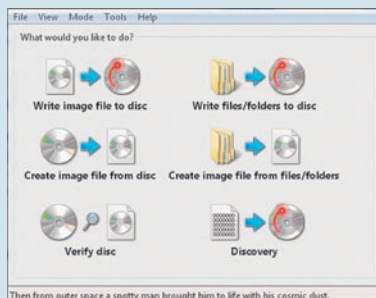 File View Mode Tools Help
What would you like to do?
Write image file to disc Write files/folders to disc
Create image file from disc Create image file from files/folders
Verify disc Discovery
Then from outer space a spotty man brought him to life with his cosmic dust.